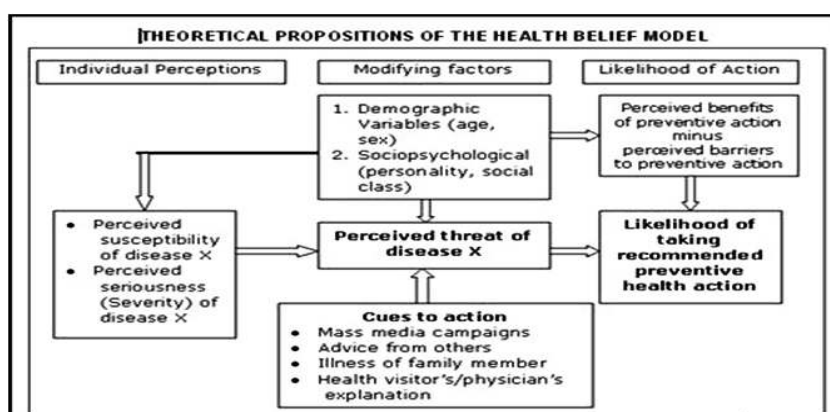 THEORETICAL PROPOSITIONS OF THE HEALTH BELIEF MODEL
Individual Perceptions
Modifying factors
Likelihood of Action
1. Demographic
Variables (age,
sex)
2. Sociopsychological
(personality, social
class)
Perceived benefits
of preventive action
minus
perceived barriers
to preventive action
• Perceived
susceptibility
of disease X
• Perceived
seriousness
(Severity) of
disease X
Perceived threat of
disease X
Likelihood of
taking
recommended
preventive
health action
Cues to action
• Mass media campaigns
• Advice from others
• Illness of family member
• Health visitor's/physician's
explanation